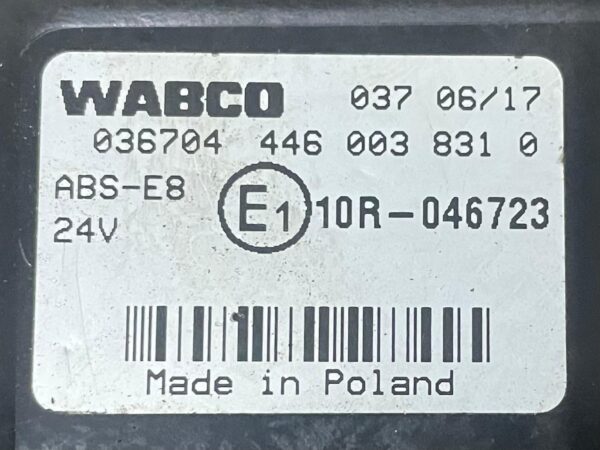 WABCO 037 06/17
036704 446 003 831 0
ABS-E8
24V
E1 10R-046723
Made in Poland